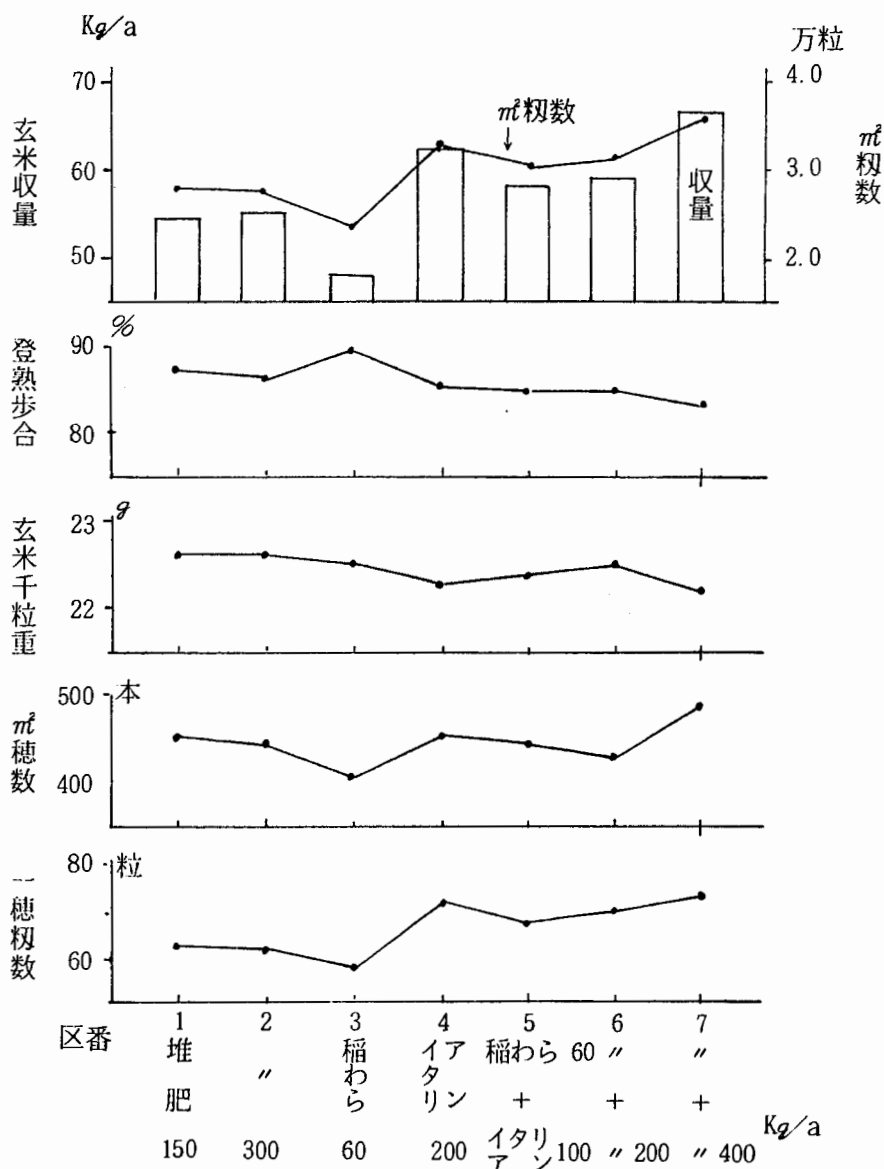 Kg/a
万粒
玄米収量
70
60
50
m²籾数
収量
4.0
3.0
2.0
m²籾数
登熟歩合
%
90
80
玄米千粒重
g
23
22
m²穂数
本
500
400
一穂籾数
粒
80
60
区番 1 2 3 4 5 6 7
堆肥 〃 稲わら イタリアン 稲わら 60 〃 〃
+ + +
150 300 60 200 イタリアン 100 〃 200 〃 400 Kg/a